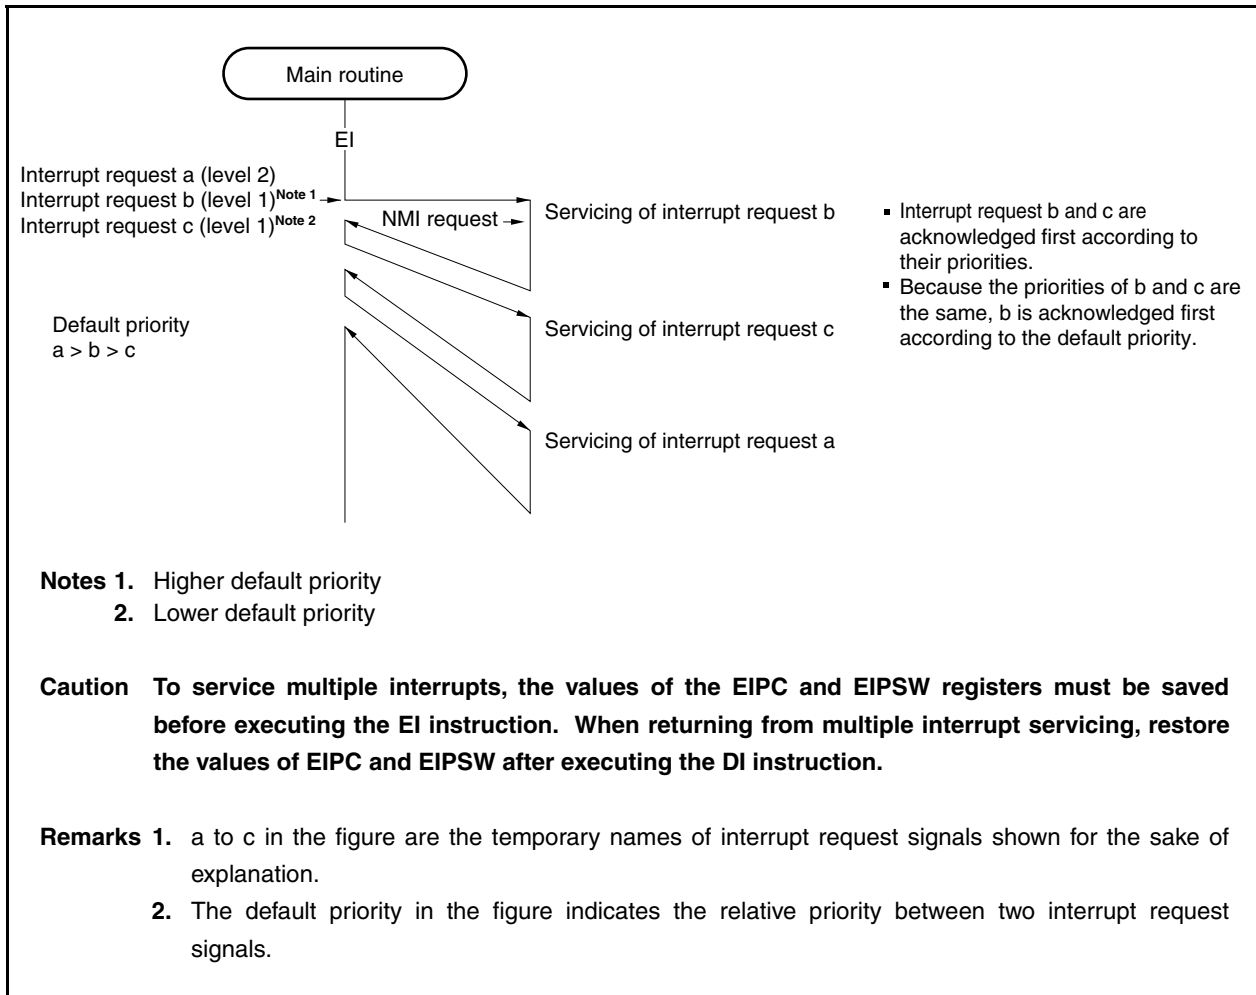 Main routine
EI
Interrupt request a (level 2)
Interrupt request b (level 1)Note 1
Interrupt request c (level 1)Note 2
NMI request
Servicing of interrupt request b
▪ Interrupt request b and c are
acknowledged first according to
their priorities.
▪ Because the priorities of b and c are
the same, b is acknowledged first
according to the default priority.
Default priority
a > b > c
Servicing of interrupt request c
Servicing of interrupt request a
Notes 1. Higher default priority
2. Lower default priority
Caution To service multiple interrupts, the values of the EIPC and EIPSW registers must be saved
before executing the EI instruction. When returning from multiple interrupt servicing, restore
the values of EIPC and EIPSW after executing the DI instruction.
Remarks 1. a to c in the figure are the temporary names of interrupt request signals shown for the sake of
explanation.
2. The default priority in the figure indicates the relative priority between two interrupt request
signals.